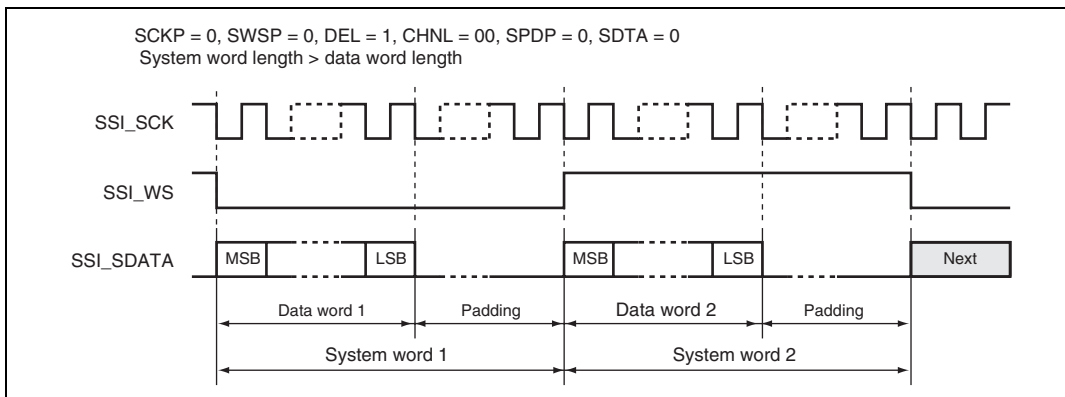 SCKP = 0, SWSP = 0, DEL = 1, CHNL = 00, SPDP = 0, SDTA = 0
System word length > data word length
SSI_SCK
SSI_WS
SSI_SDATA
MSB
LSB
MSB
LSB
Next
Data word 1
Padding
Data word 2
Padding
System word 1
System word 2